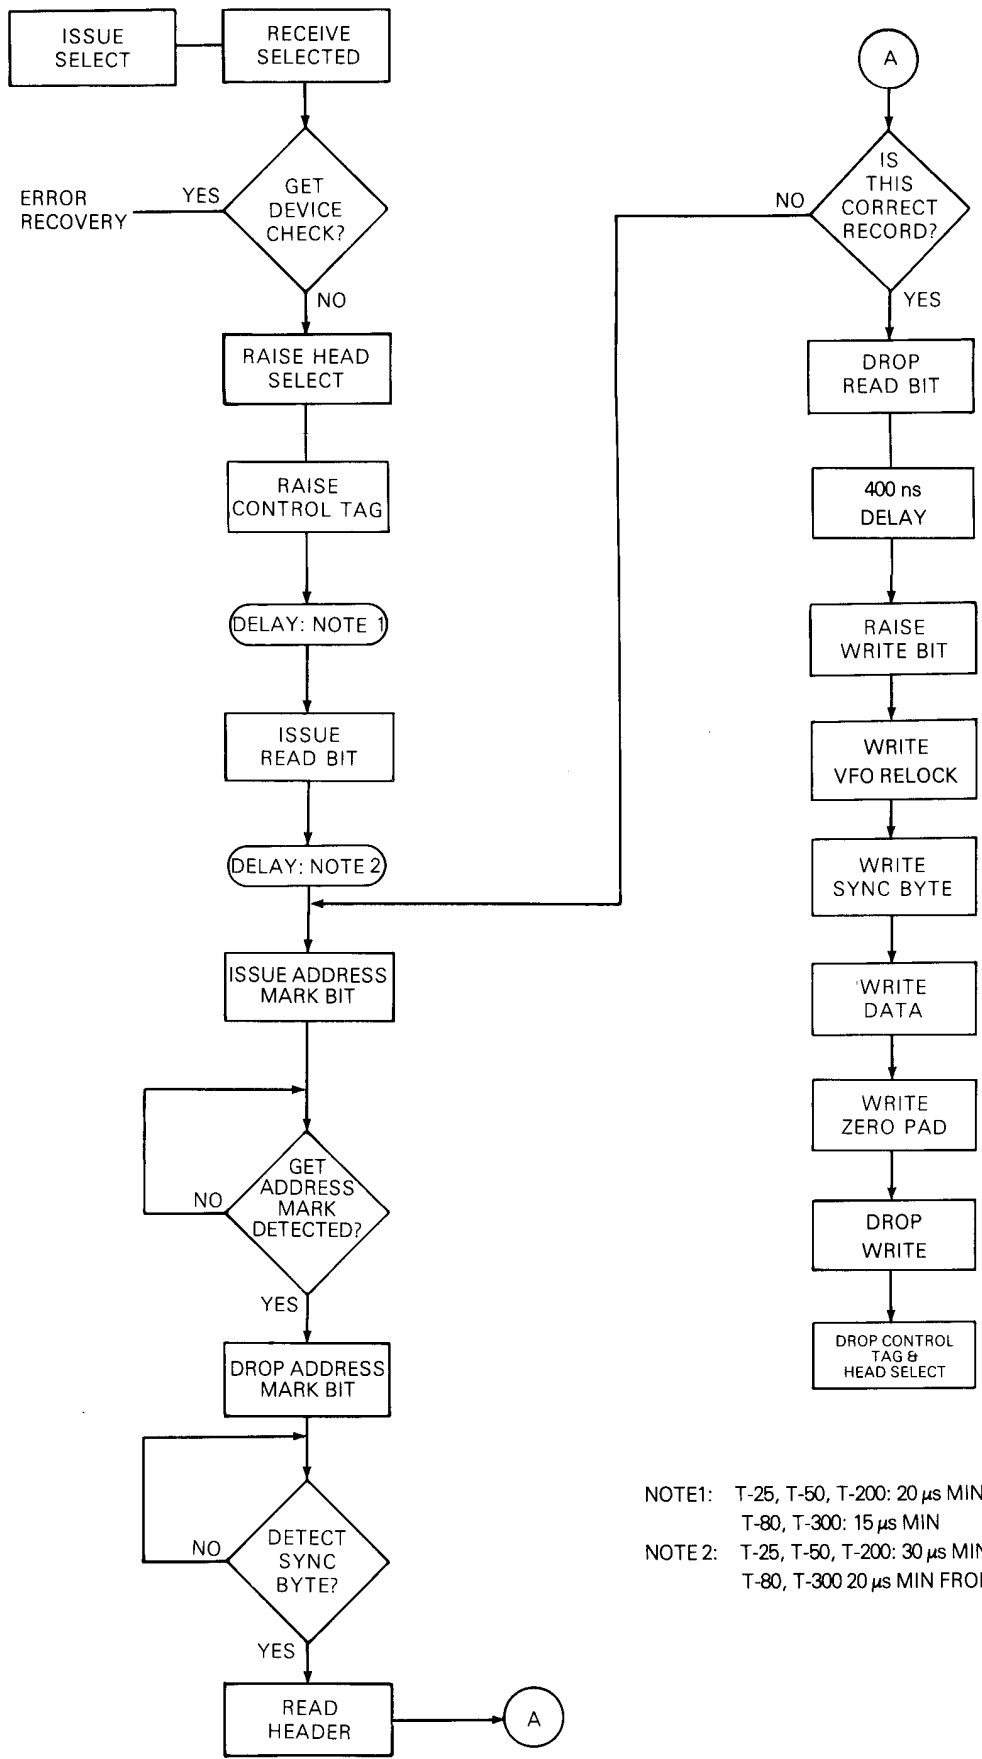 ISSUE
SELECT
RECEIVE
SELECTED
GET
DEVICE
CHECK?
YES
ERROR
RECOVERY
NO
RAISE HEAD
SELECT
RAISE
CONTROL TAG
DELAY: NOTE 1
ISSUE
READ BIT
DELAY: NOTE 2
ISSUE ADDRESS
MARK BIT
GET
ADDRESS
MARK
DETECTED?
NO
YES
DROP ADDRESS
MARK BIT
DETECT
SYNC
BYTE?
NO
YES
READ
HEADER
A
A
IS
THIS
CORRECT
RECORD?
NO
YES
DROP
READ BIT
400 ns
DELAY
RAISE
WRITE BIT
WRITE
VFO RELOCK
WRITE
SYNC BYTE
WRITE
DATA
WRITE
ZERO PAD
DROP
WRITE
DROP CONTROL
TAG &
HEAD SELECT
NOTE1: T-25, T-50, T-200: 20 μs MIN
T-80, T-300: 15 μs MIN
NOTE 2: T-25, T-50, T-200: 30 μs MIN
T-80, T-300 20 μs MIN